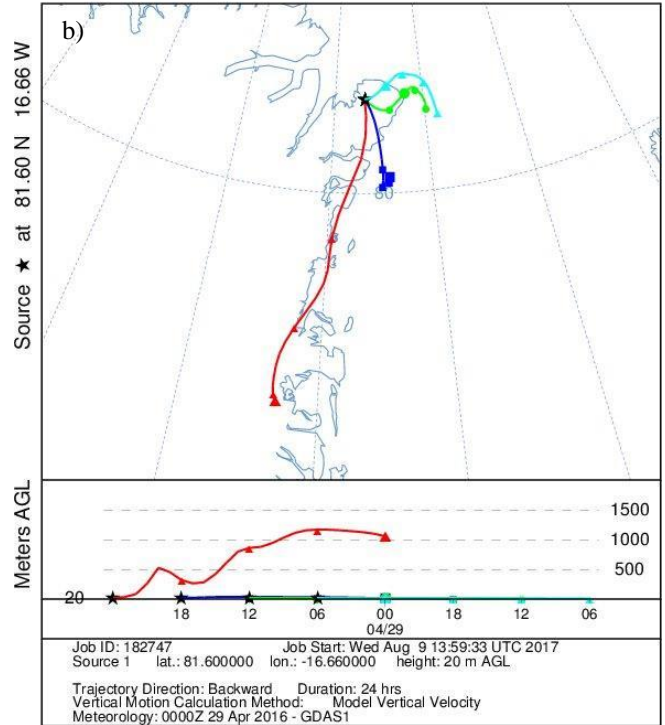 b)
Source ★ at 81.60 N 16.66 W
Meters AGL
1500
1000
500
20
18 12 06 00 18 12 06
04/29
Job ID: 182747 Job Start: Wed Aug 9 13:59:33 UTC 2017
Source 1 lat.: 81.600000 lon.: -16.660000 height: 20 m AGL
Trajectory Direction: Backward Duration: 24 hrs
Vertical Motion Calculation Method: Model Vertical Velocity
Meteorology: 0000Z 29 Apr 2016 - GDAS1